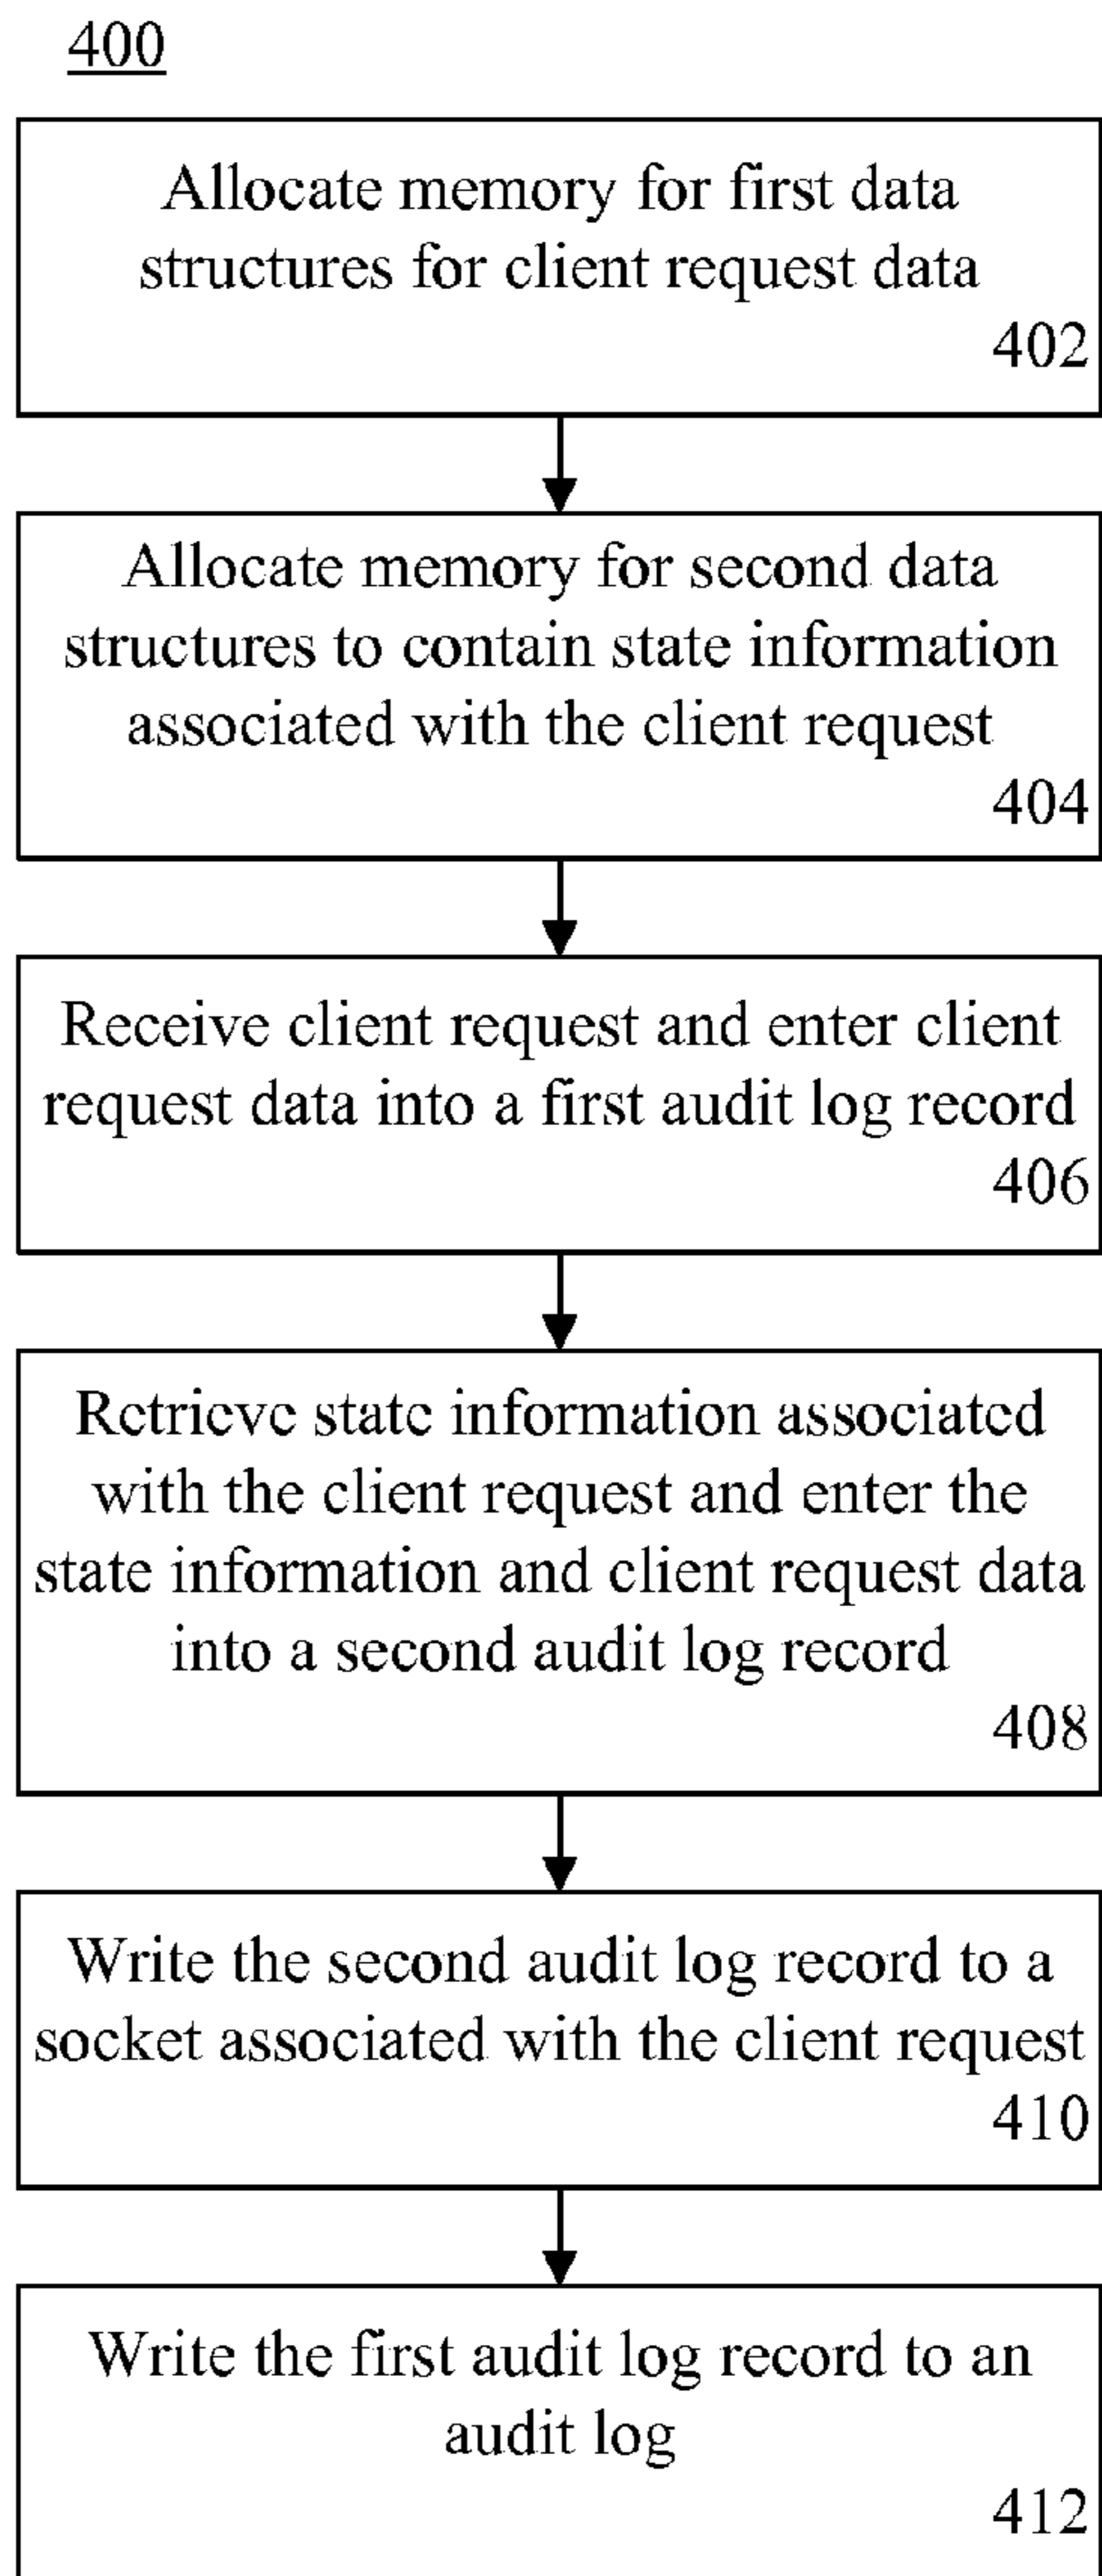 400
Allocate memory for first data
structures for client request data
402
Allocate memory for second data
structures to contain state information
associated with the client request
404
Receive client request and enter client
request data into a first audit log record
406
Retrieve state information associated
with the client request and enter the
state information and client request data
into a second audit log record
408
Write the second audit log record to a
socket associated with the client request
410
Write the first audit log record to an
audit log
412